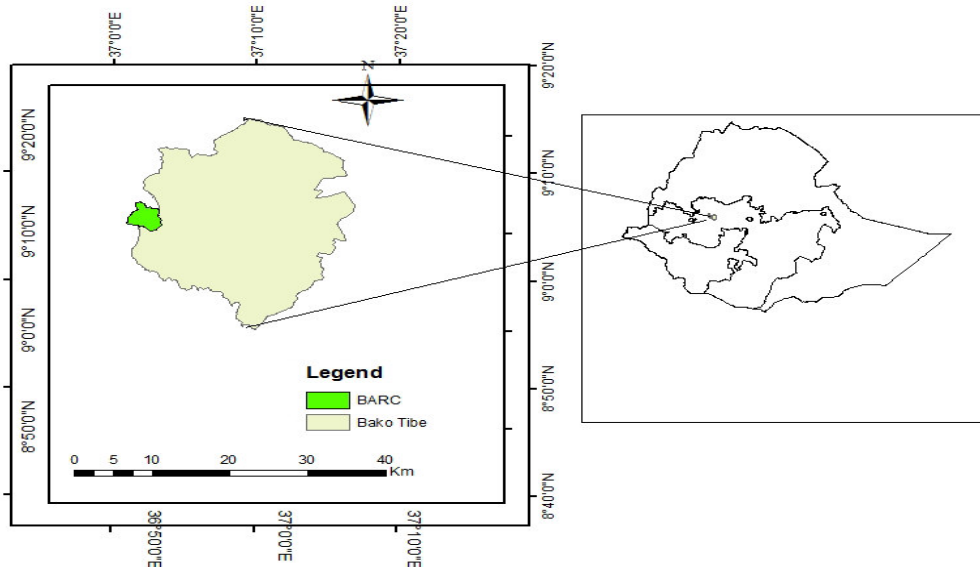 37°0'0"E 37°10'0"E 37°20'0"E
N
9°20'0"N
9°10'0"N
9°0'0"N
8°50'0"N
9°20'0"N
9°10'0"N
9°0'0"N
8°50'0"N
8°40'0"N
Legend
BARC
Bako Tibe
0 5 10 20 30 40
Km
36°50'0"E 37°0'0"E 37°10'0"E